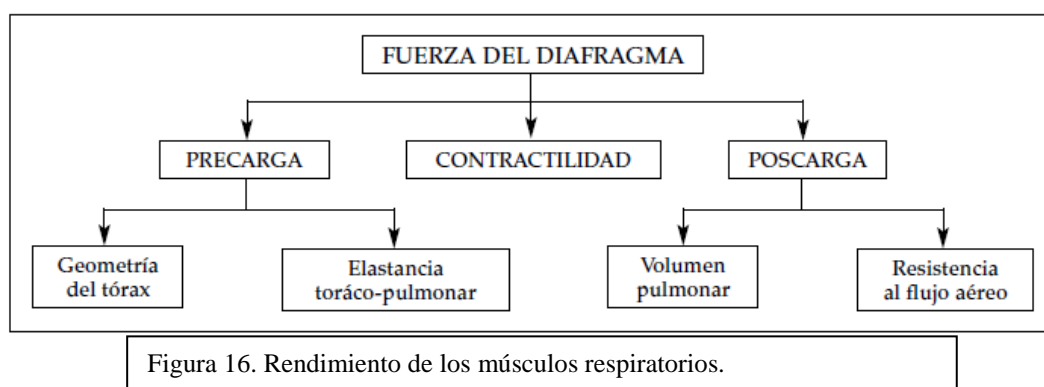 FUERZA DEL DIAFRAGMA
PRECARGA
CONTRACTILIDAD
POSCARGA
Geometría
del tórax
Elastancia
toráco-pulmonar
Volumen
pulmonar
Resistencia
al flujo aéreo
Figura 16. Rendimiento de los músculos respiratorios.